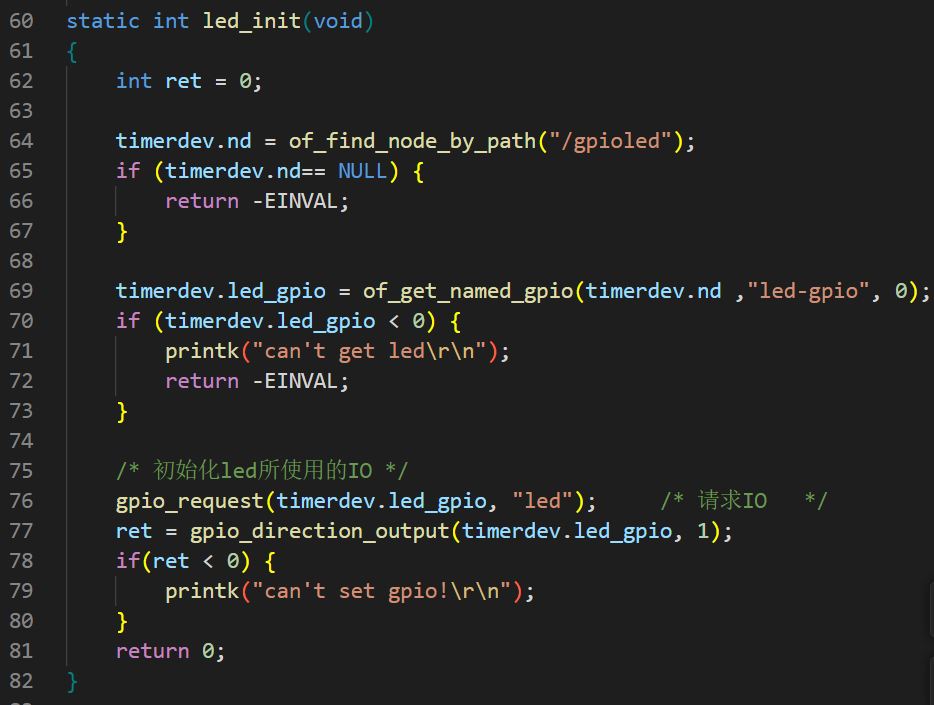 60 static int led_init(void)
61 {
62     int ret = 0;
63
64     timerdev.nd = of_find_node_by_path("/gpioled");
65     if (timerdev.nd== NULL) {
66         return -EINVAL;
67     }
68
69     timerdev.led_gpio = of_get_named_gpio(timerdev.nd ,"led-gpio", 0);
70     if (timerdev.led_gpio < 0) {
71         printk("can't get led\r\n");
72         return -EINVAL;
73     }
74
75     /* 初始化led所使用的IO */
76     gpio_request(timerdev.led_gpio, "led");     /* 请求IO   */
77     ret = gpio_direction_output(timerdev.led_gpio, 1);
78     if(ret < 0) {
79         printk("can't set gpio!\r\n");
80     }
81     return 0;
82 }